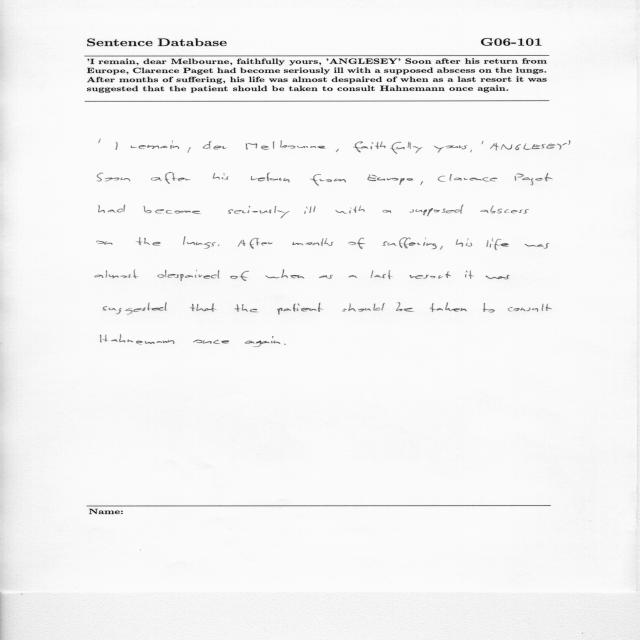 Sentence Database G06-101
'I remain, dear Melbourne, faithfully yours, 'ANGLESEY' Soon after his return from
Europe, Clarence Paget had become seriously ill with a supposed abscess on the lungs.
After months of suffering, his life was almost despaired of when as a last resort it was
suggested that the patient should be taken to consult Hahnemann once again.
' I remain, der Melbourne, faithfully yours, 'ANGLESEY'
Soon after his return from Europe, Clarence Paget
had become seriously ill with a supposed abscess
on the lungs. After months of suffering, his life was
almost despaired of when as a last resort it was
suggested that the patient should be taken to consult
Hahnemann once again.
Name: